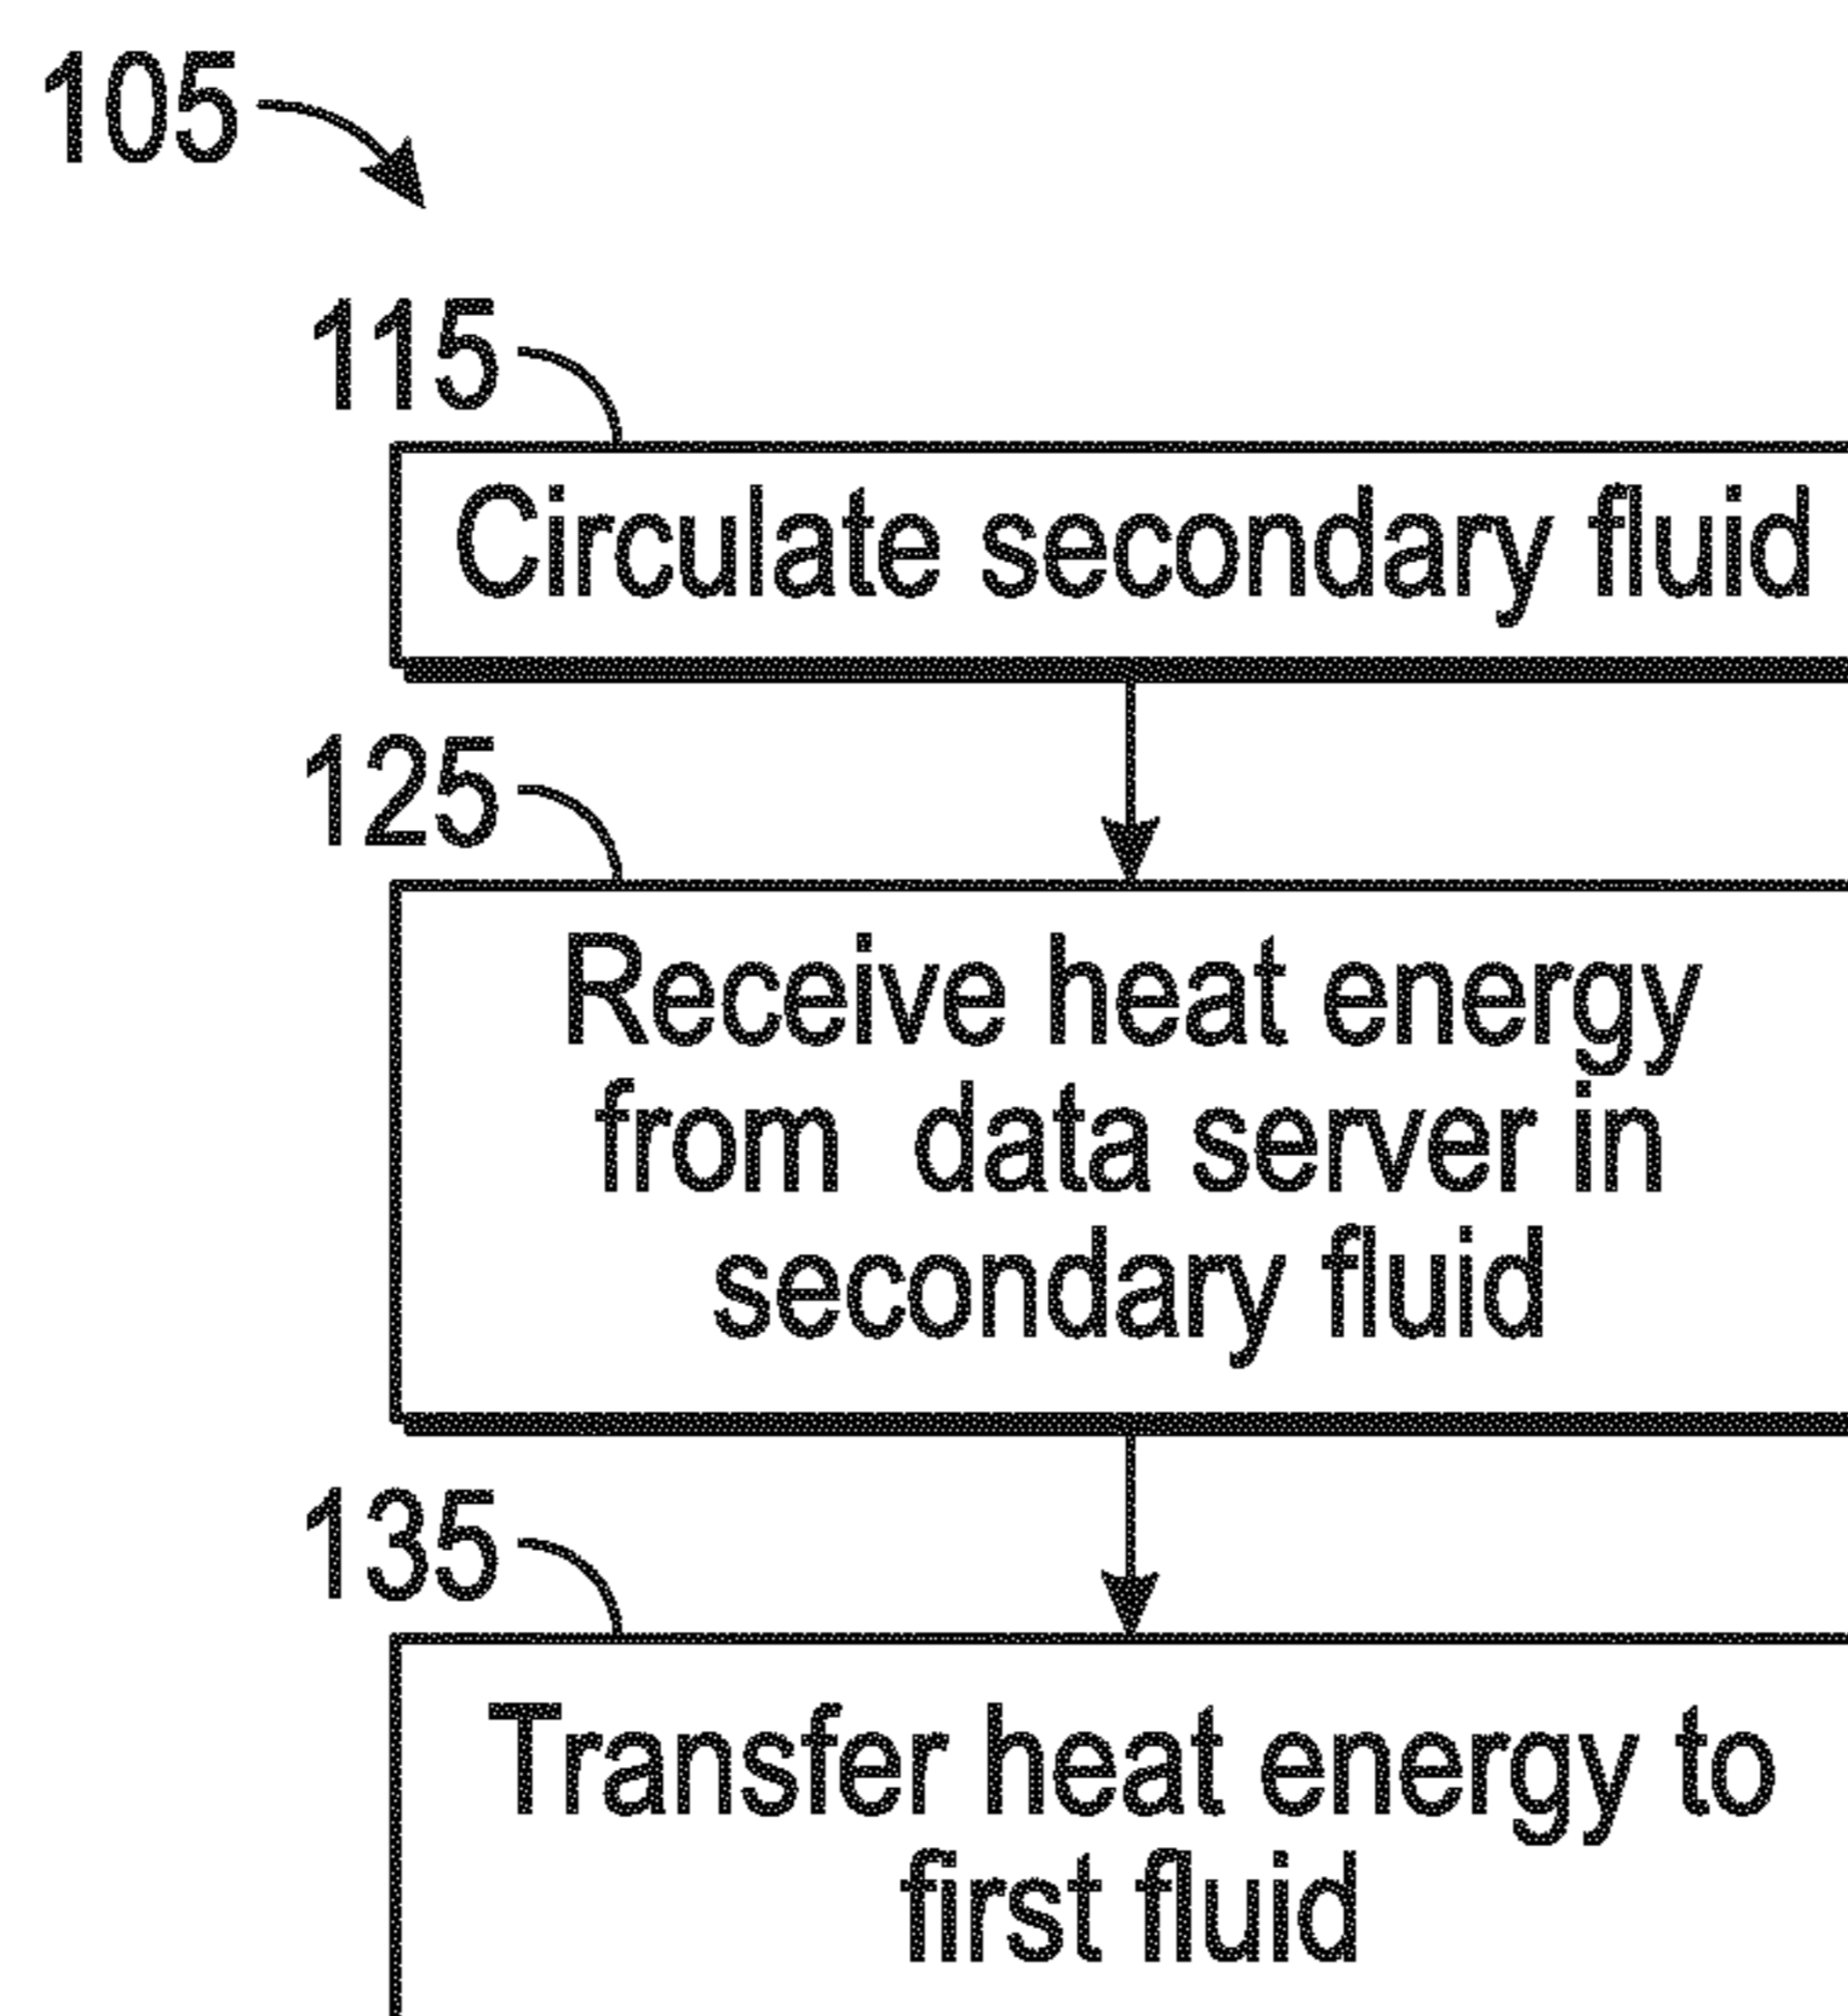 105
115
Circulate secondary fluid
125
Receive heat energy
from data server in
secondary fluid
135
Transfer heat energy to
first fluid